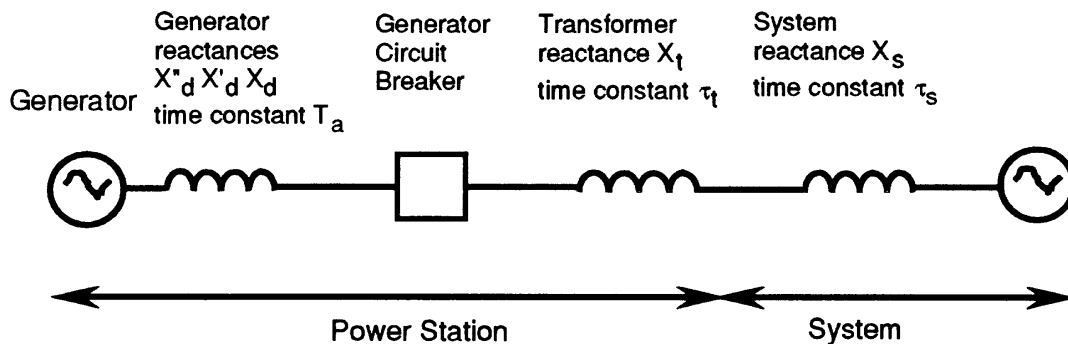 Generator
Generator
reactances
X"d X'd Xd
time constant Ta
Generator
Circuit
Breaker
Transformer
reactance Xt
time constant τt
System
reactance Xs
time constant τs
Power Station
System